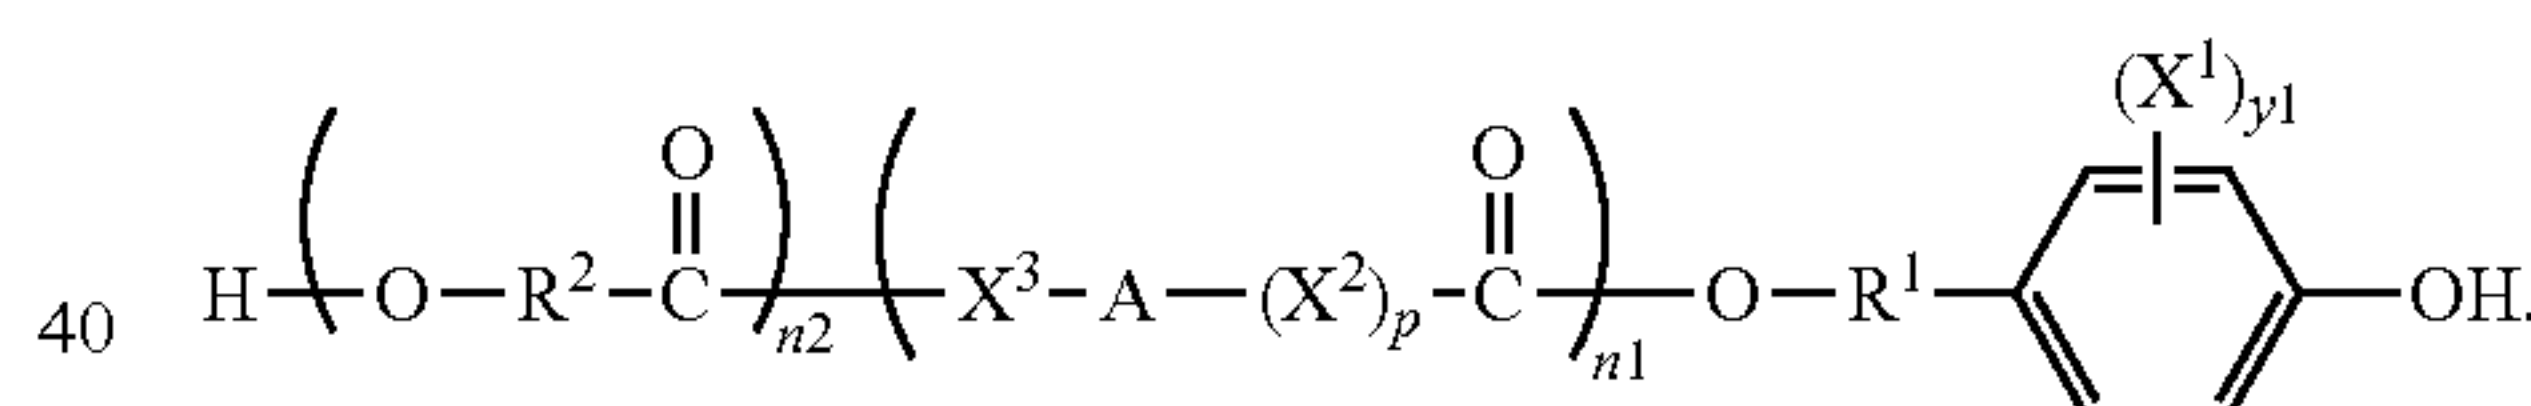 (X¹)y1
O O
40 H—(O—R²—C)n2(X³—A—(X²)p—C)n1—O—R¹ OH.